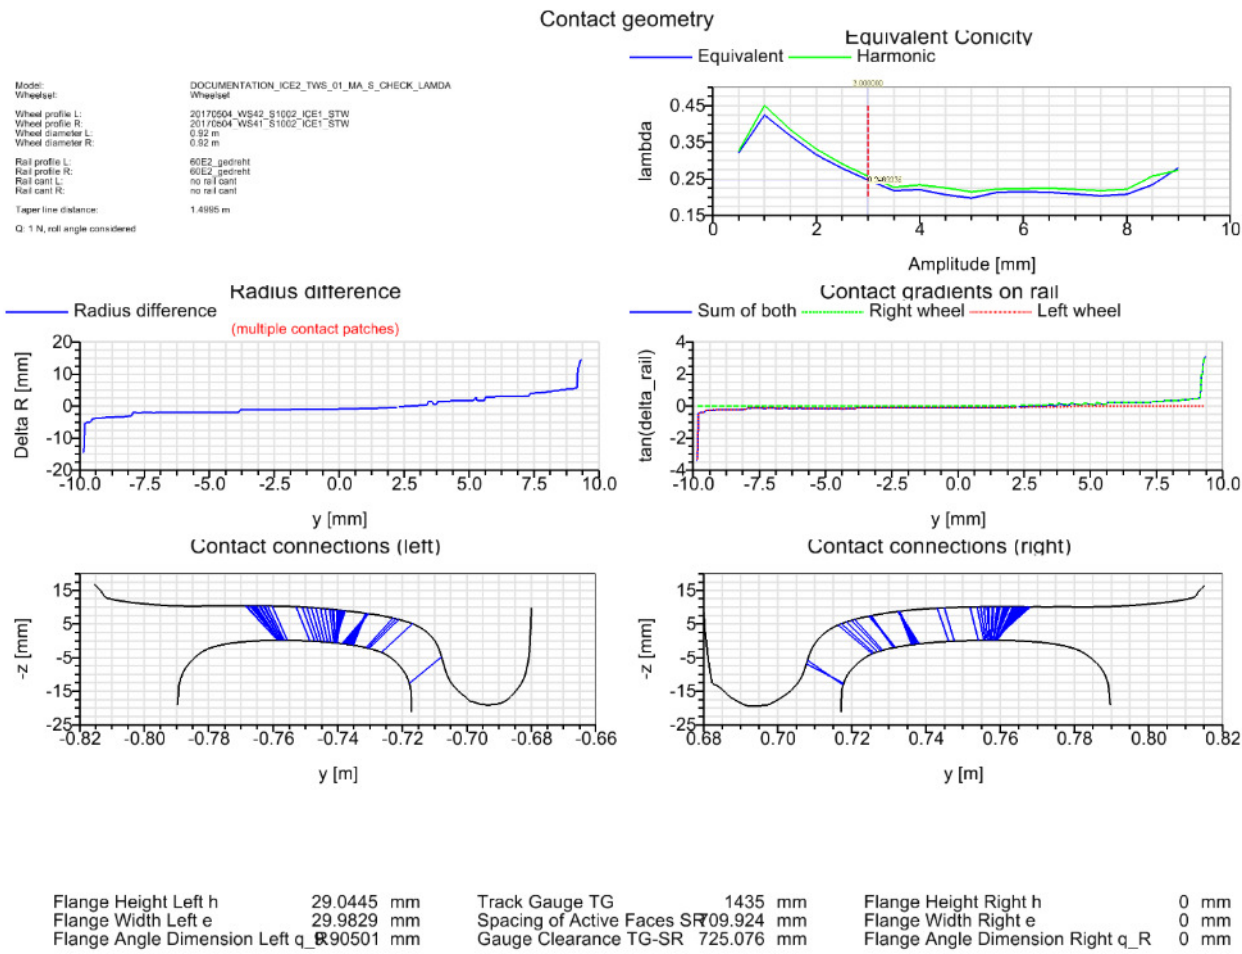 Contact geometry
Model: DOCUMENTATION_ICE2_TWS_01_MA_S_CHECK_LAMDA
Wheelset: Wheelset
Wheel profile L: 20170504_WS42_S1002_ICE1_STW
Wheel profile R: 20170504_WS41_S1002_ICE1_STW
Wheel diameter L: 0.92 m
Wheel diameter R: 0.92 m
Rail profile L: 60E2_gedreht
Rail profile R: 60E2_gedreht
Rail cant L: no rail cant
Rail cant R: no rail cant
Taper line distance: 1.4995 m
Q: 1 N, roll angle considered
Equivalent Conicity
Equivalent Harmonic
3.000000
lambda
0.45
0.35
0.25
0.15
0 2 4 6 8 10
Amplitude [mm]
Radius difference
Radius difference
(multiple contact patches)
Delta R [mm]
20
10
0
-10
-20
-10.0 -7.5 -5.0 -2.5 0.0 2.5 5.0 7.5 10.0
y [mm]
Contact gradients on rail
Sum of both Right wheel Left wheel
tan(delta_rail)
4
2
0
-2
-4
-10.0 -7.5 -5.0 -2.5 0.0 2.5 5.0 7.5 10.0
y [mm]
Contact connections (left)
-z [mm]
15
5
-5
-15
-25
-0.82 -0.80 -0.78 -0.76 -0.74 -0.72 -0.70 -0.68 -0.66
y [m]
Contact connections (right)
-z [mm]
15
5
-5
-15
-25
0.68 0.70 0.72 0.74 0.76 0.78 0.80 0.82
y [m]
Flange Height Left h 29.0445 mm
Flange Width Left e 29.9829 mm
Flange Angle Dimension Left q_R 9.90501 mm
Track Gauge TG 1435 mm
Spacing of Active Faces SR 709.924 mm
Gauge Clearance TG-SR 725.076 mm
Flange Height Right h 0 mm
Flange Width Right e 0 mm
Flange Angle Dimension Right q_R 0 mm